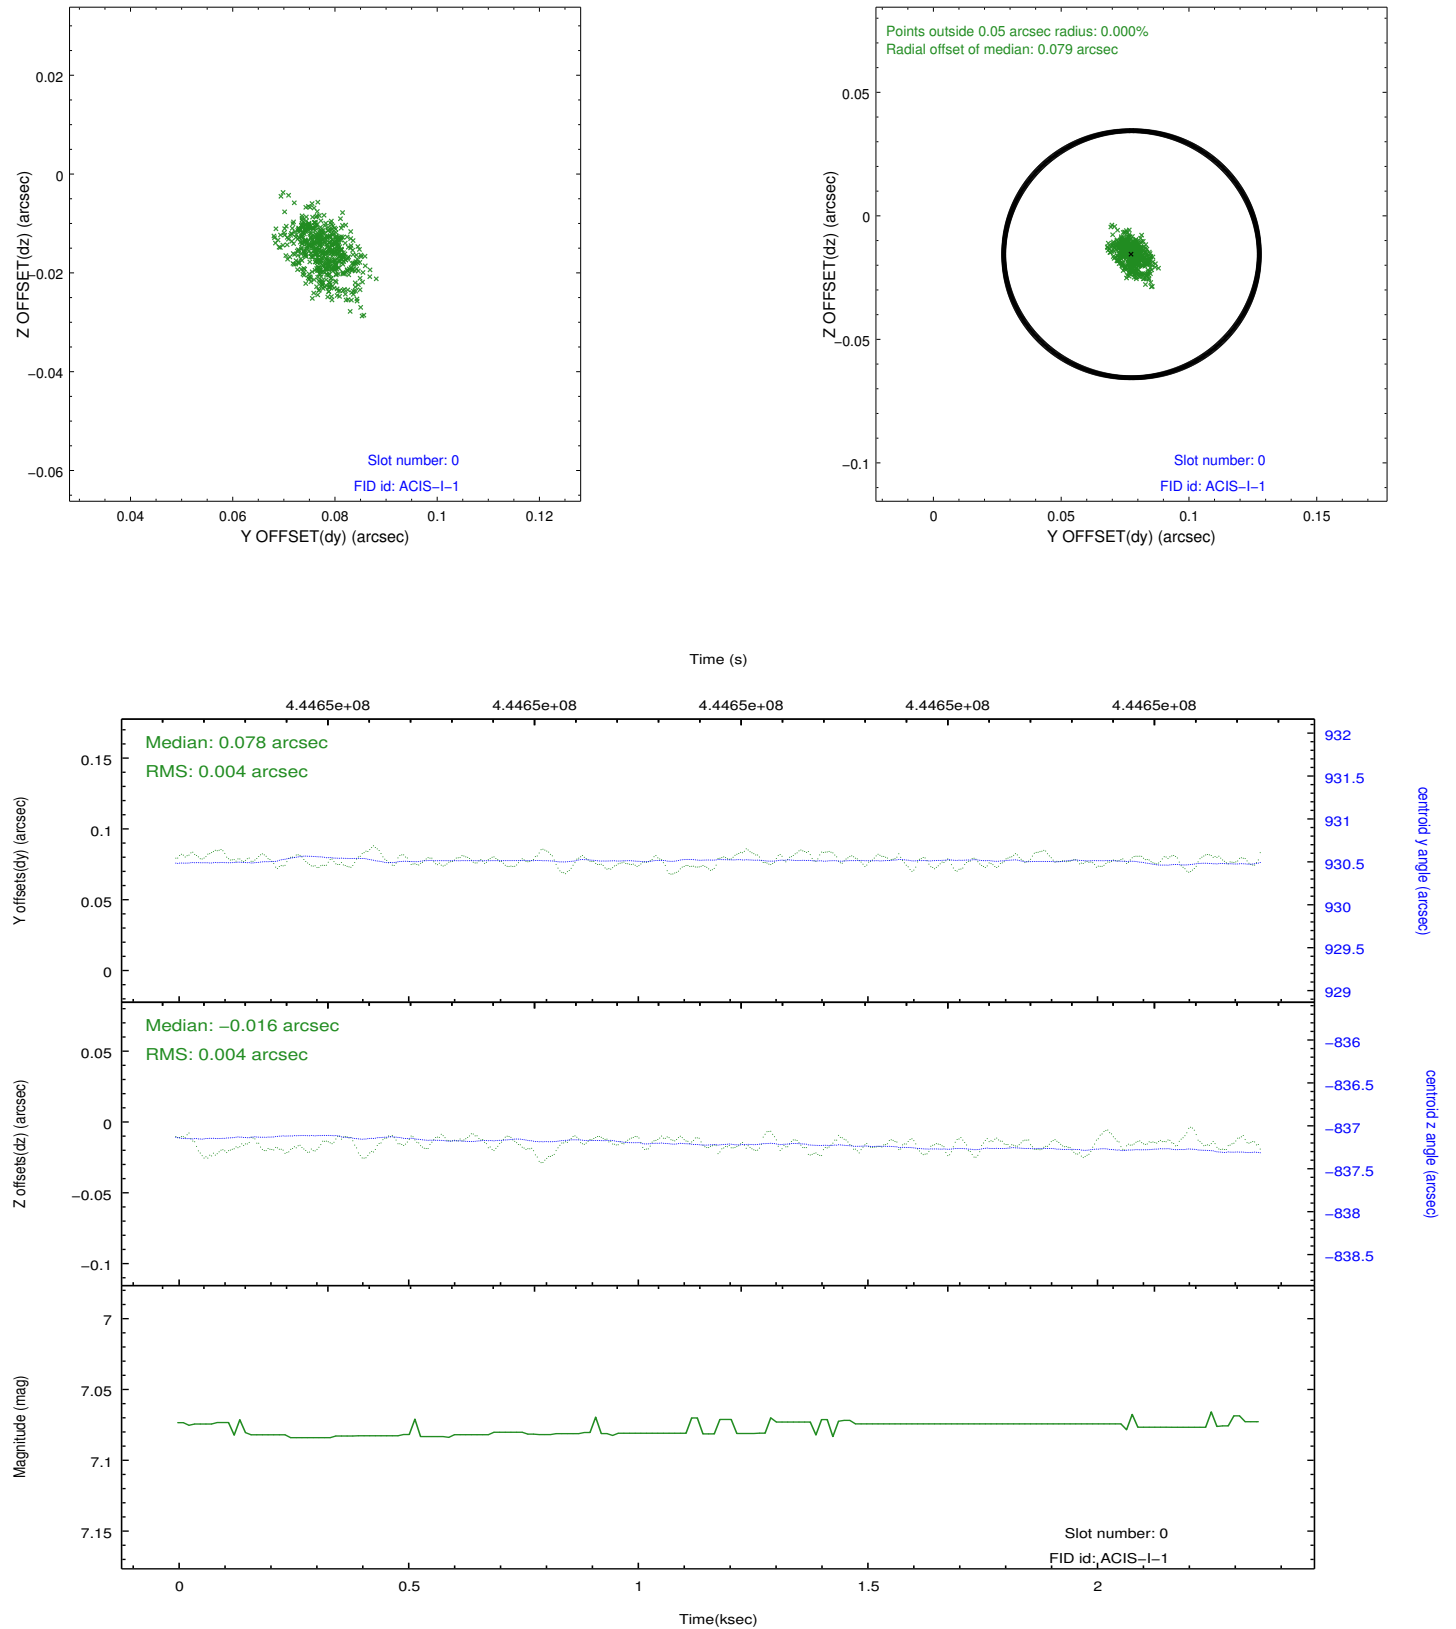 0.02
0
−0.02
−0.04
−0.06
Z OFFSET(dz) (arcsec)
Slot number: 0
FID id: ACIS−I−1
0.04 0.06 0.08 0.1 0.12
Y OFFSET(dy) (arcsec)
Points outside 0.05 arcsec radius: 0.000%
Radial offset of median: 0.079 arcsec
0.05
0
−0.05
−0.1
Z OFFSET(dz) (arcsec)
Slot number: 0
FID id: ACIS−I−1
0 0.05 0.1 0.15
Y OFFSET(dy) (arcsec)
Time (s)
4.4465e+08 4.4465e+08 4.4465e+08 4.4465e+08 4.4465e+08
Median: 0.078 arcsec
RMS: 0.004 arcsec
0.15
0.1
0.05
0
Y offsets(dy) (arcsec)
932
931.5
931
930.5
930
929.5
929
centroid y angle (arcsec)
Median: −0.016 arcsec
RMS: 0.004 arcsec
0.05
0
−0.05
−0.1
Z offsets(dz) (arcsec)
−836
−836.5
−837
−837.5
−838
−838.5
centroid z angle (arcsec)
7
7.05
7.1
7.15
Magnitude (mag)
Slot number: 0
FID id: ACIS−I−1
0 0.5 1 1.5 2
Time(ksec)